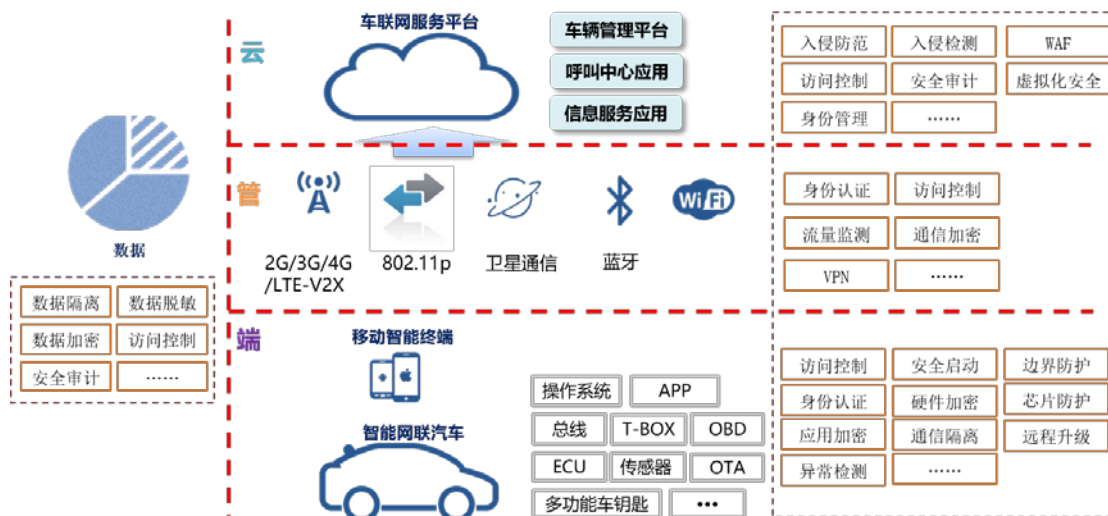 云
车联网服务平台
车辆管理平台
呼叫中心应用
信息服务应用
入侵防范 入侵检测 WAF
访问控制 安全审计 虚拟化安全
身份管理 ……
数据
数据隔离 数据脱敏
数据加密 访问控制
安全审计 ……
管
WiFi
2G/3G/4G
/LTE-V2X
802.11p
卫星通信
蓝牙
身份认证 访问控制
流量监测 通信加密
VPN ……
端
移动智能终端
智能网联汽车
操作系统 APP
总线 T-BOX OBD
ECU 传感器 OTA
多功能车钥匙 •••
访问控制 安全启动 边界防护
身份认证 硬件加密 芯片防护
应用加密 通信隔离 远程升级
异常检测 ……